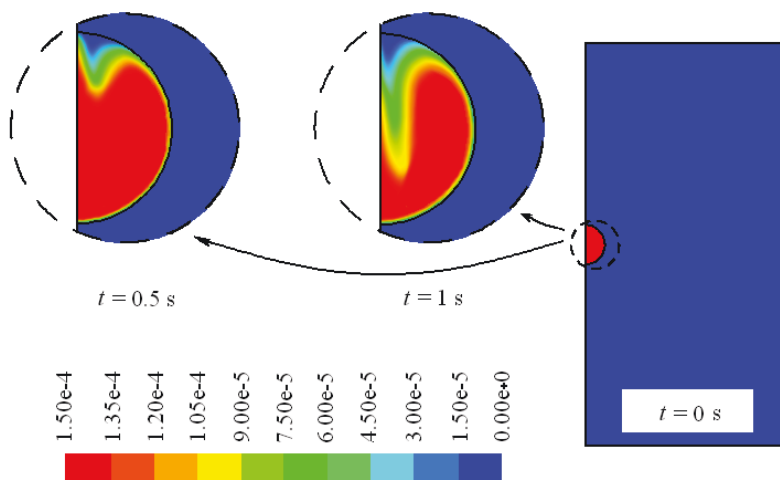 t = 0.5 s
t = 1 s
t = 0 s
1.50e-4
1.35e-4
1.20e-4
1.05e-4
9.00e-5
7.50e-5
6.00e-5
4.50e-5
3.00e-5
1.50e-5
0.00e+0